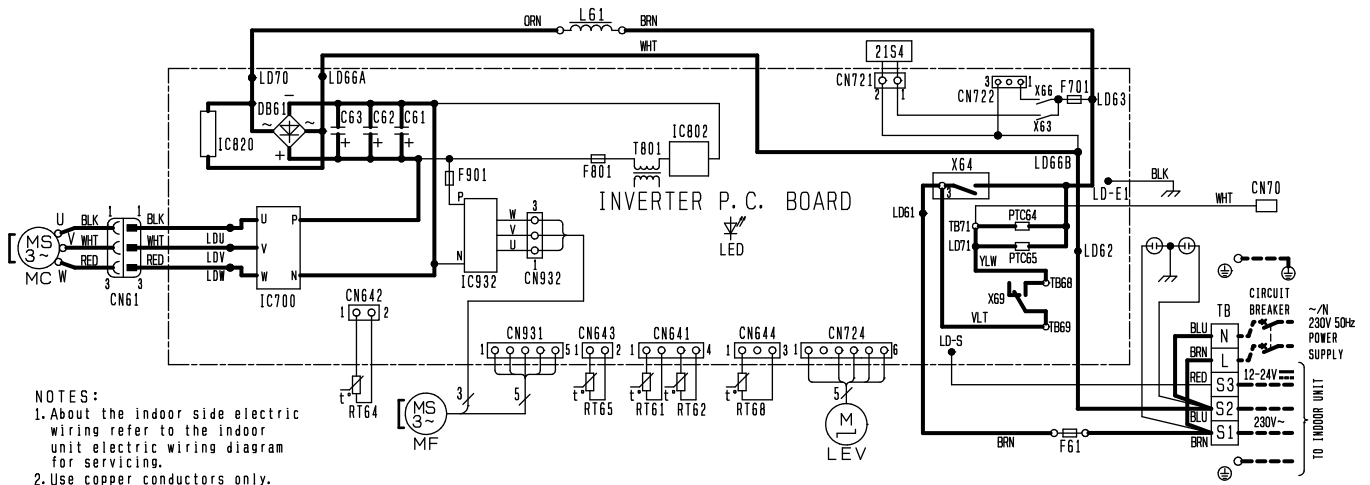 L61
ORN
BRN
WHT
21S4
LD70
LD66A
CN721
2
1
3
1
CN722
X66
F701
LD63
X63
DB61
−
~
~
+
IC820
C63
C62
C61
+
+
+
T801
IC802
F801
F901
LD66B
X64
3
LD-E1
BLK
INVERTER P.C. BOARD
LED
WHT
CN70
LD61
TB71
PTC64
LD71
PTC65
LD62
YLW
X69
TB68
VLT
TB69
U
BLK
1
1
BLK
V
WHT
WHT
LDU
RED
RED
LDV
W
3
3
LDW
MS
3~
MC
CN61
U
P
V
W
N
IC700
P
N
IC932
W
V
U
3
1
CN932
CN642
1
2
t°
RT64
CN931
1
5
3
5
MS
3~
MF
CN643
1
2
t°
RT65
CN641
1
4
t°
t°
RT61
RT62
CN644
1
3
t°
RT68
CN724
1
6
5
M
LEV
LD-S
BRN
F61
TB
CIRCUIT
BREAKER
~/N
230V 50Hz
POWER
SUPPLY
BLU
N
BRN
L
RED
S3
12-24V
S2
BLU
230V~
S1
BRN
TO INDOOR UNIT
NOTES:
1. About the indoor side electric
wiring refer to the indoor
unit electric wiring diagram
for servicing.
2. Use copper conductors only.